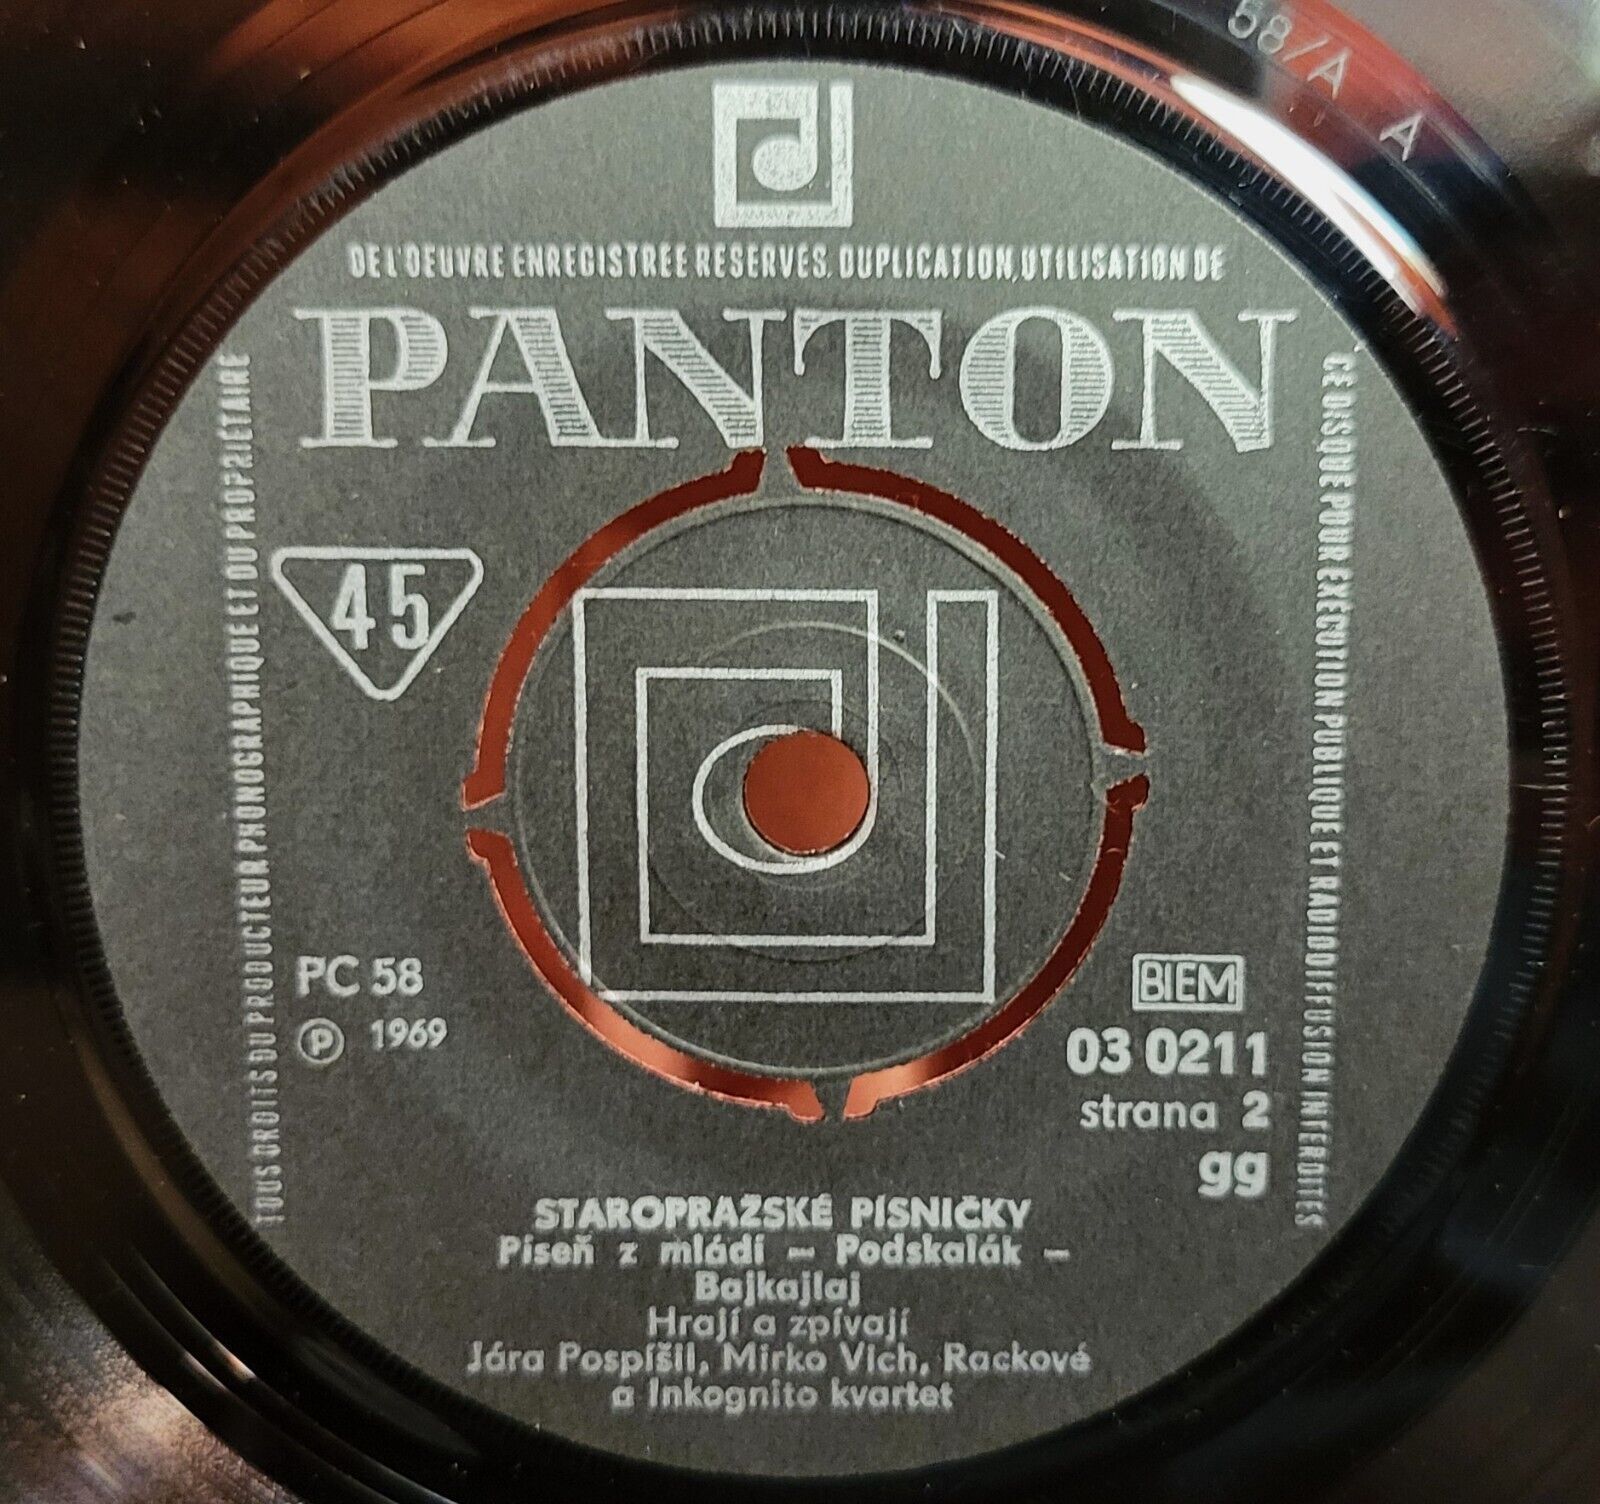 58/A A
DE L'OEUVRE ENREGISTREE RESERVES. DUPLICATION, UTILISATION DE
PANTON
CE DISQUE POUR EXÉCUTION PUBLIQUE ET RADIODIFFUSION INTERDITES
TOUS DROITS DU PRODUCTEUR PHONOGRAPHIQUE ET DU PROPRIETAIRE
45
PC 58
P 1969
BIEM
03 0211
strana 2
gg
STAROPRAŽSKÉ PÍSNIČKY
Píseň z mládí – Podskalák –
Bajkajlaj
Hrají a zpívají
Jára Pospíšil, Mirko Vich, Rackové
a Inkognito kvartet